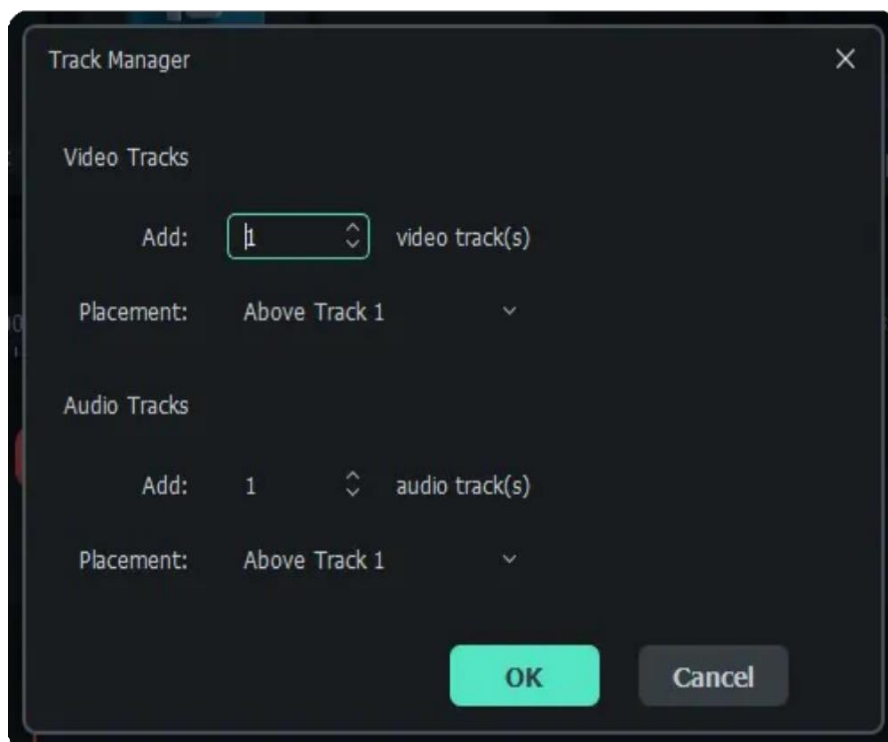 Track Manager
Video Tracks
Add: 1 video track(s)
Placement: Above Track 1
Audio Tracks
Add: 1 audio track(s)
Placement: Above Track 1
OK Cancel